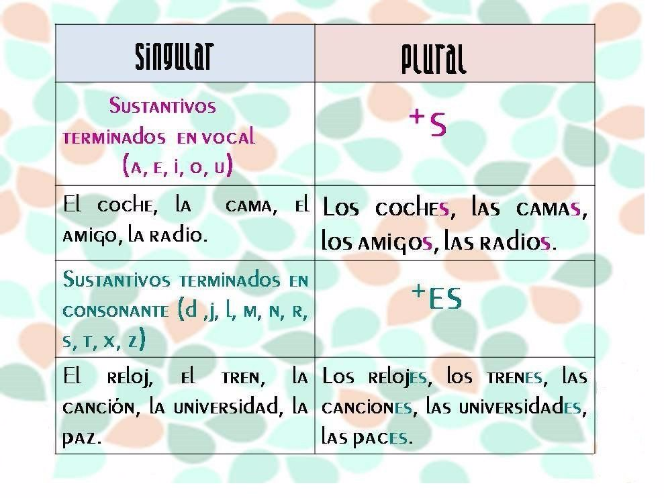 Singular
Plural
Sustantivos
terminados en vocal
(a, e, i, o, u)
+s
El coche, la cama, el
amigo, la radio.
Los coches, las camas,
los amigos, las radios.
Sustantivos terminados en
consonante (d ,j, l, m, n, r,
s, t, x, z)
+es
El reloj, el tren, la
canción, la universidad, la
paz.
Los relojes, los trenes, las
canciones, las universidades,
las paces.